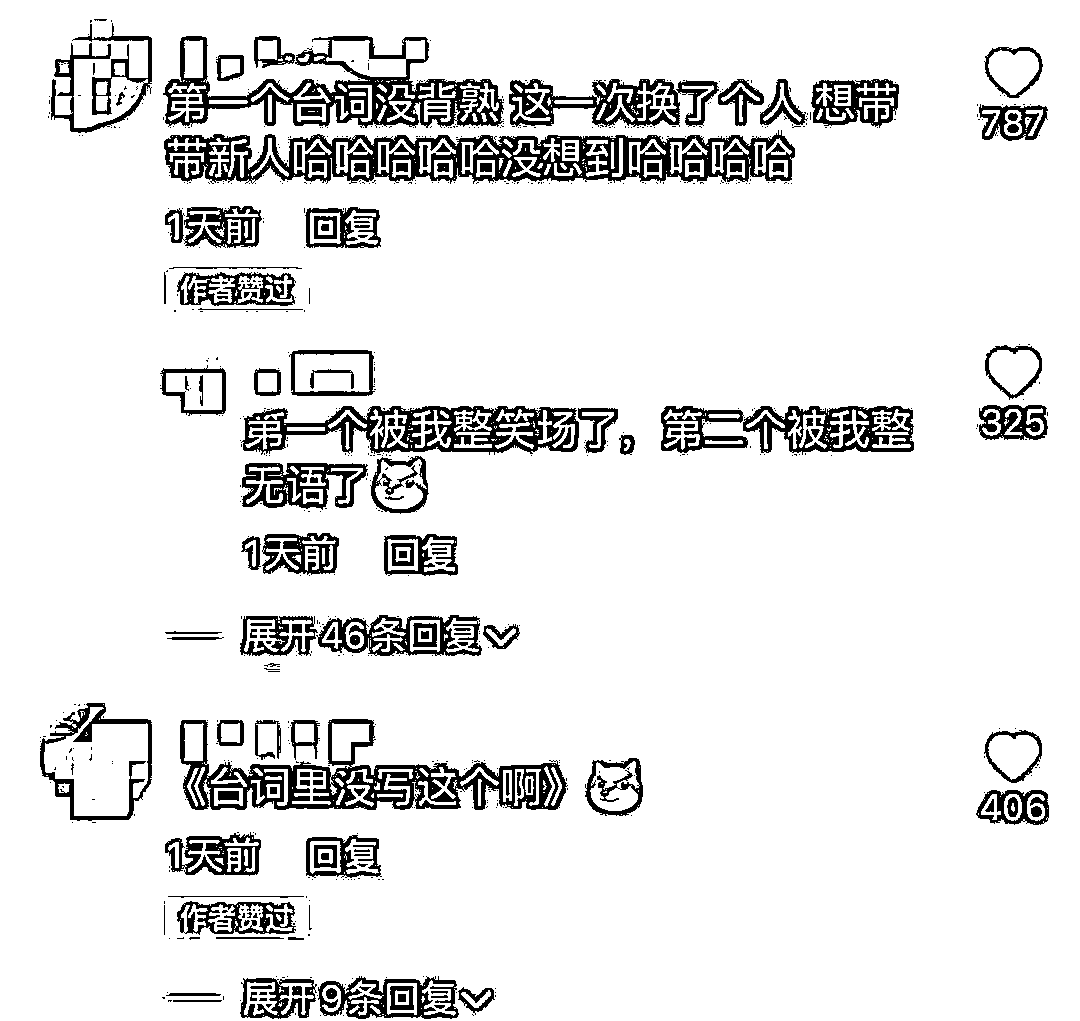 第一个台词没背熟 这一次换了个人 想带
带新人哈哈哈哈哈没想到哈哈哈哈
787
1天前 回复
作者赞过
第一个被我整笑场了，第二个被我整
无语了
325
1天前 回复
展开46条回复
《台词里没写这个啊》
406
1天前 回复
作者赞过
展开9条回复